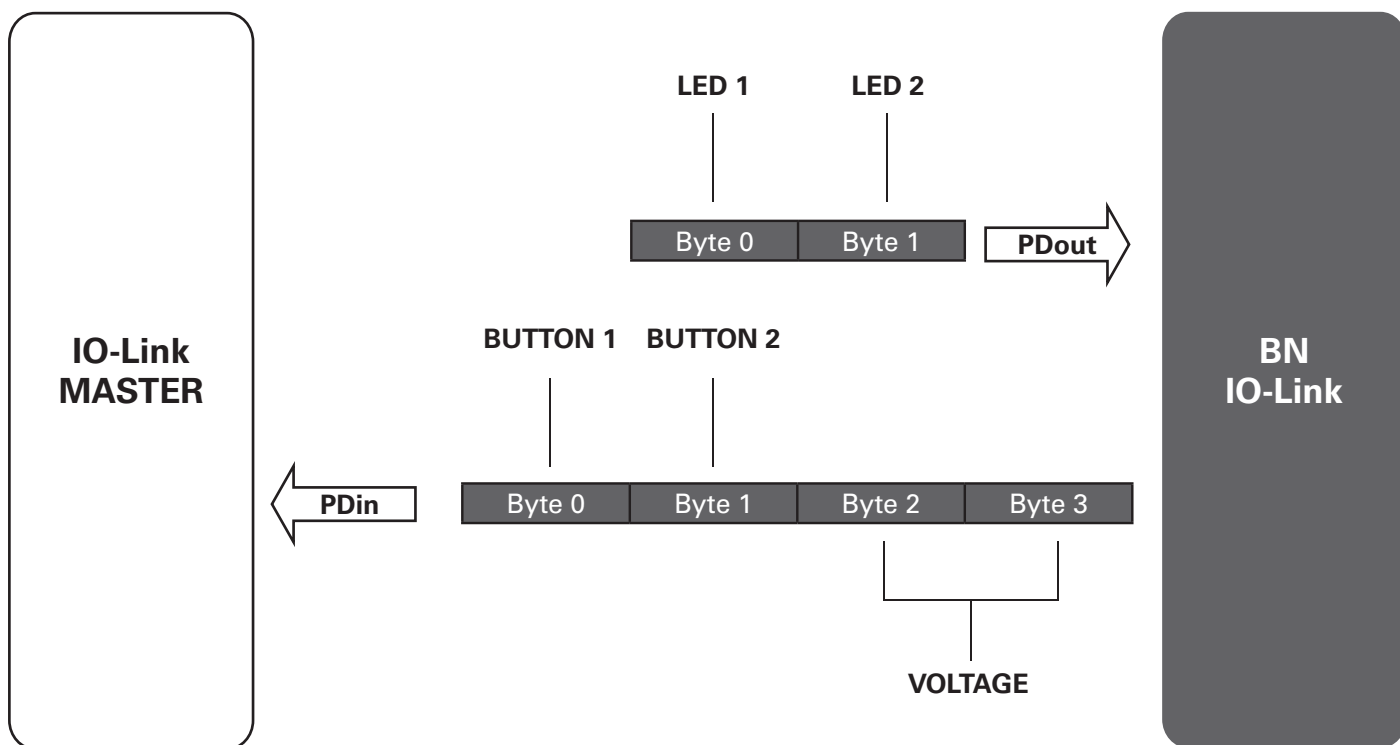 LED 1 LED 2
Byte 0 Byte 1 PDout
IO-Link
MASTER
BUTTON 1 BUTTON 2
BN
IO-Link
PDin Byte 0 Byte 1 Byte 2 Byte 3
VOLTAGE